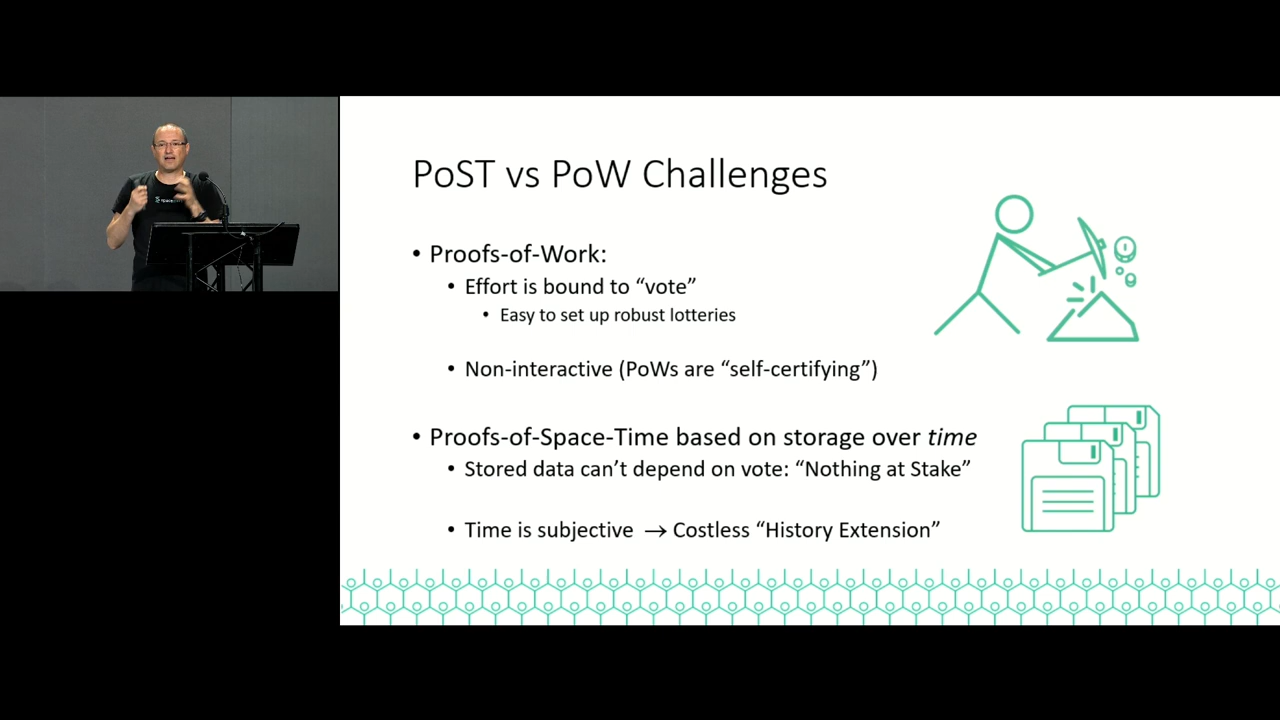 PoST vs PoW Challenges
• Proofs-of-Work:
• Effort is bound to “vote”
• Easy to set up robust lotteries
• Non-interactive (PoWs are “self-certifying”)
• Proofs-of-Space-Time based on storage over time
• Stored data can’t depend on vote: “Nothing at Stake”
• Time is subjective → Costless “History Extension”